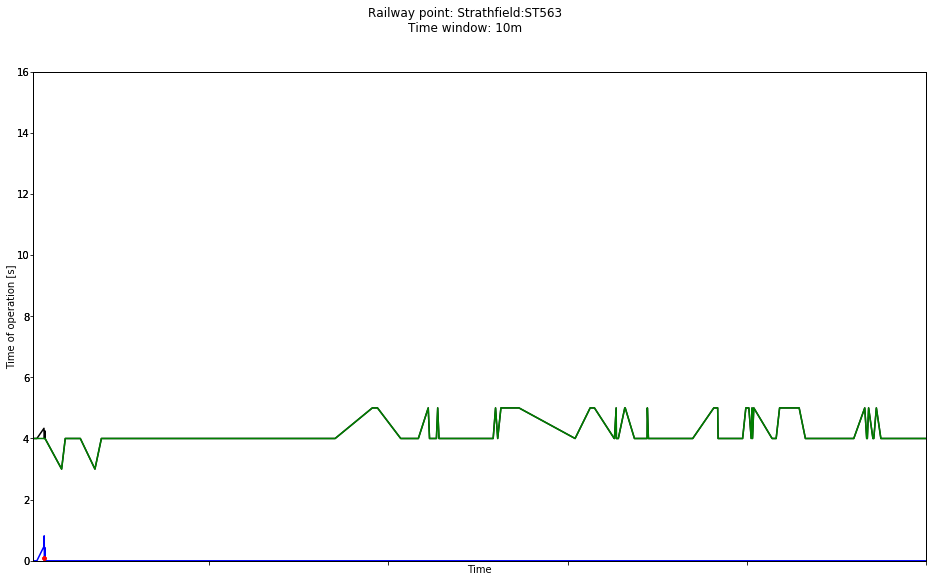 Railway point: Strathfield:ST563
Time window: 10m
16
14
12
10
8
6
4
2
0
Time of operation [s]
Time